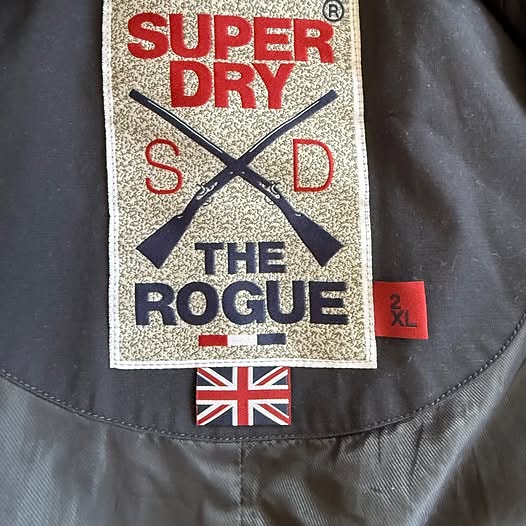 SUPER®
DRY
S D
THE
ROGUE
2
XL